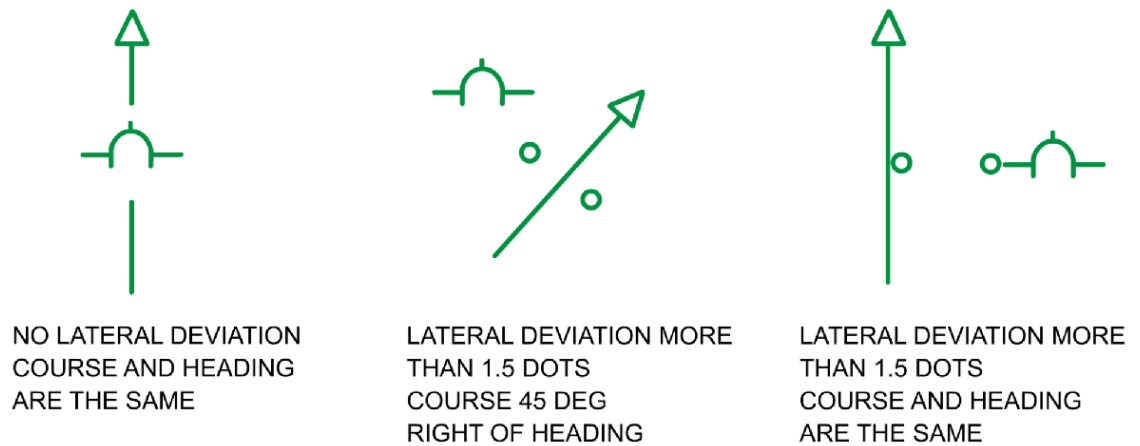 NO LATERAL DEVIATION
COURSE AND HEADING
ARE THE SAME
LATERAL DEVIATION MORE
THAN 1.5 DOTS
COURSE 45 DEG
RIGHT OF HEADING
LATERAL DEVIATION MORE
THAN 1.5 DOTS
COURSE AND HEADING
ARE THE SAME